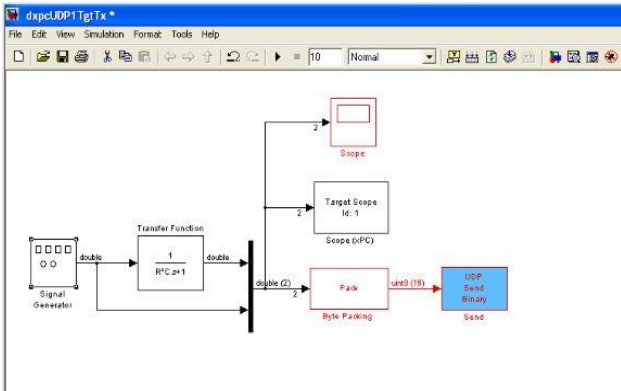 dxpcUDP1TgtTx *
File Edit View Simulation Format Tools Help
10
Normal
2
Scope
2
Target Scope
Id: 1
Scope (xPC)
Signal
Generator
double
Transfer Function
1
R*C.s+1
double
double (2)
2
Pack
Byte Packing
uint8 (16)
UDP
Send
Binary
Send